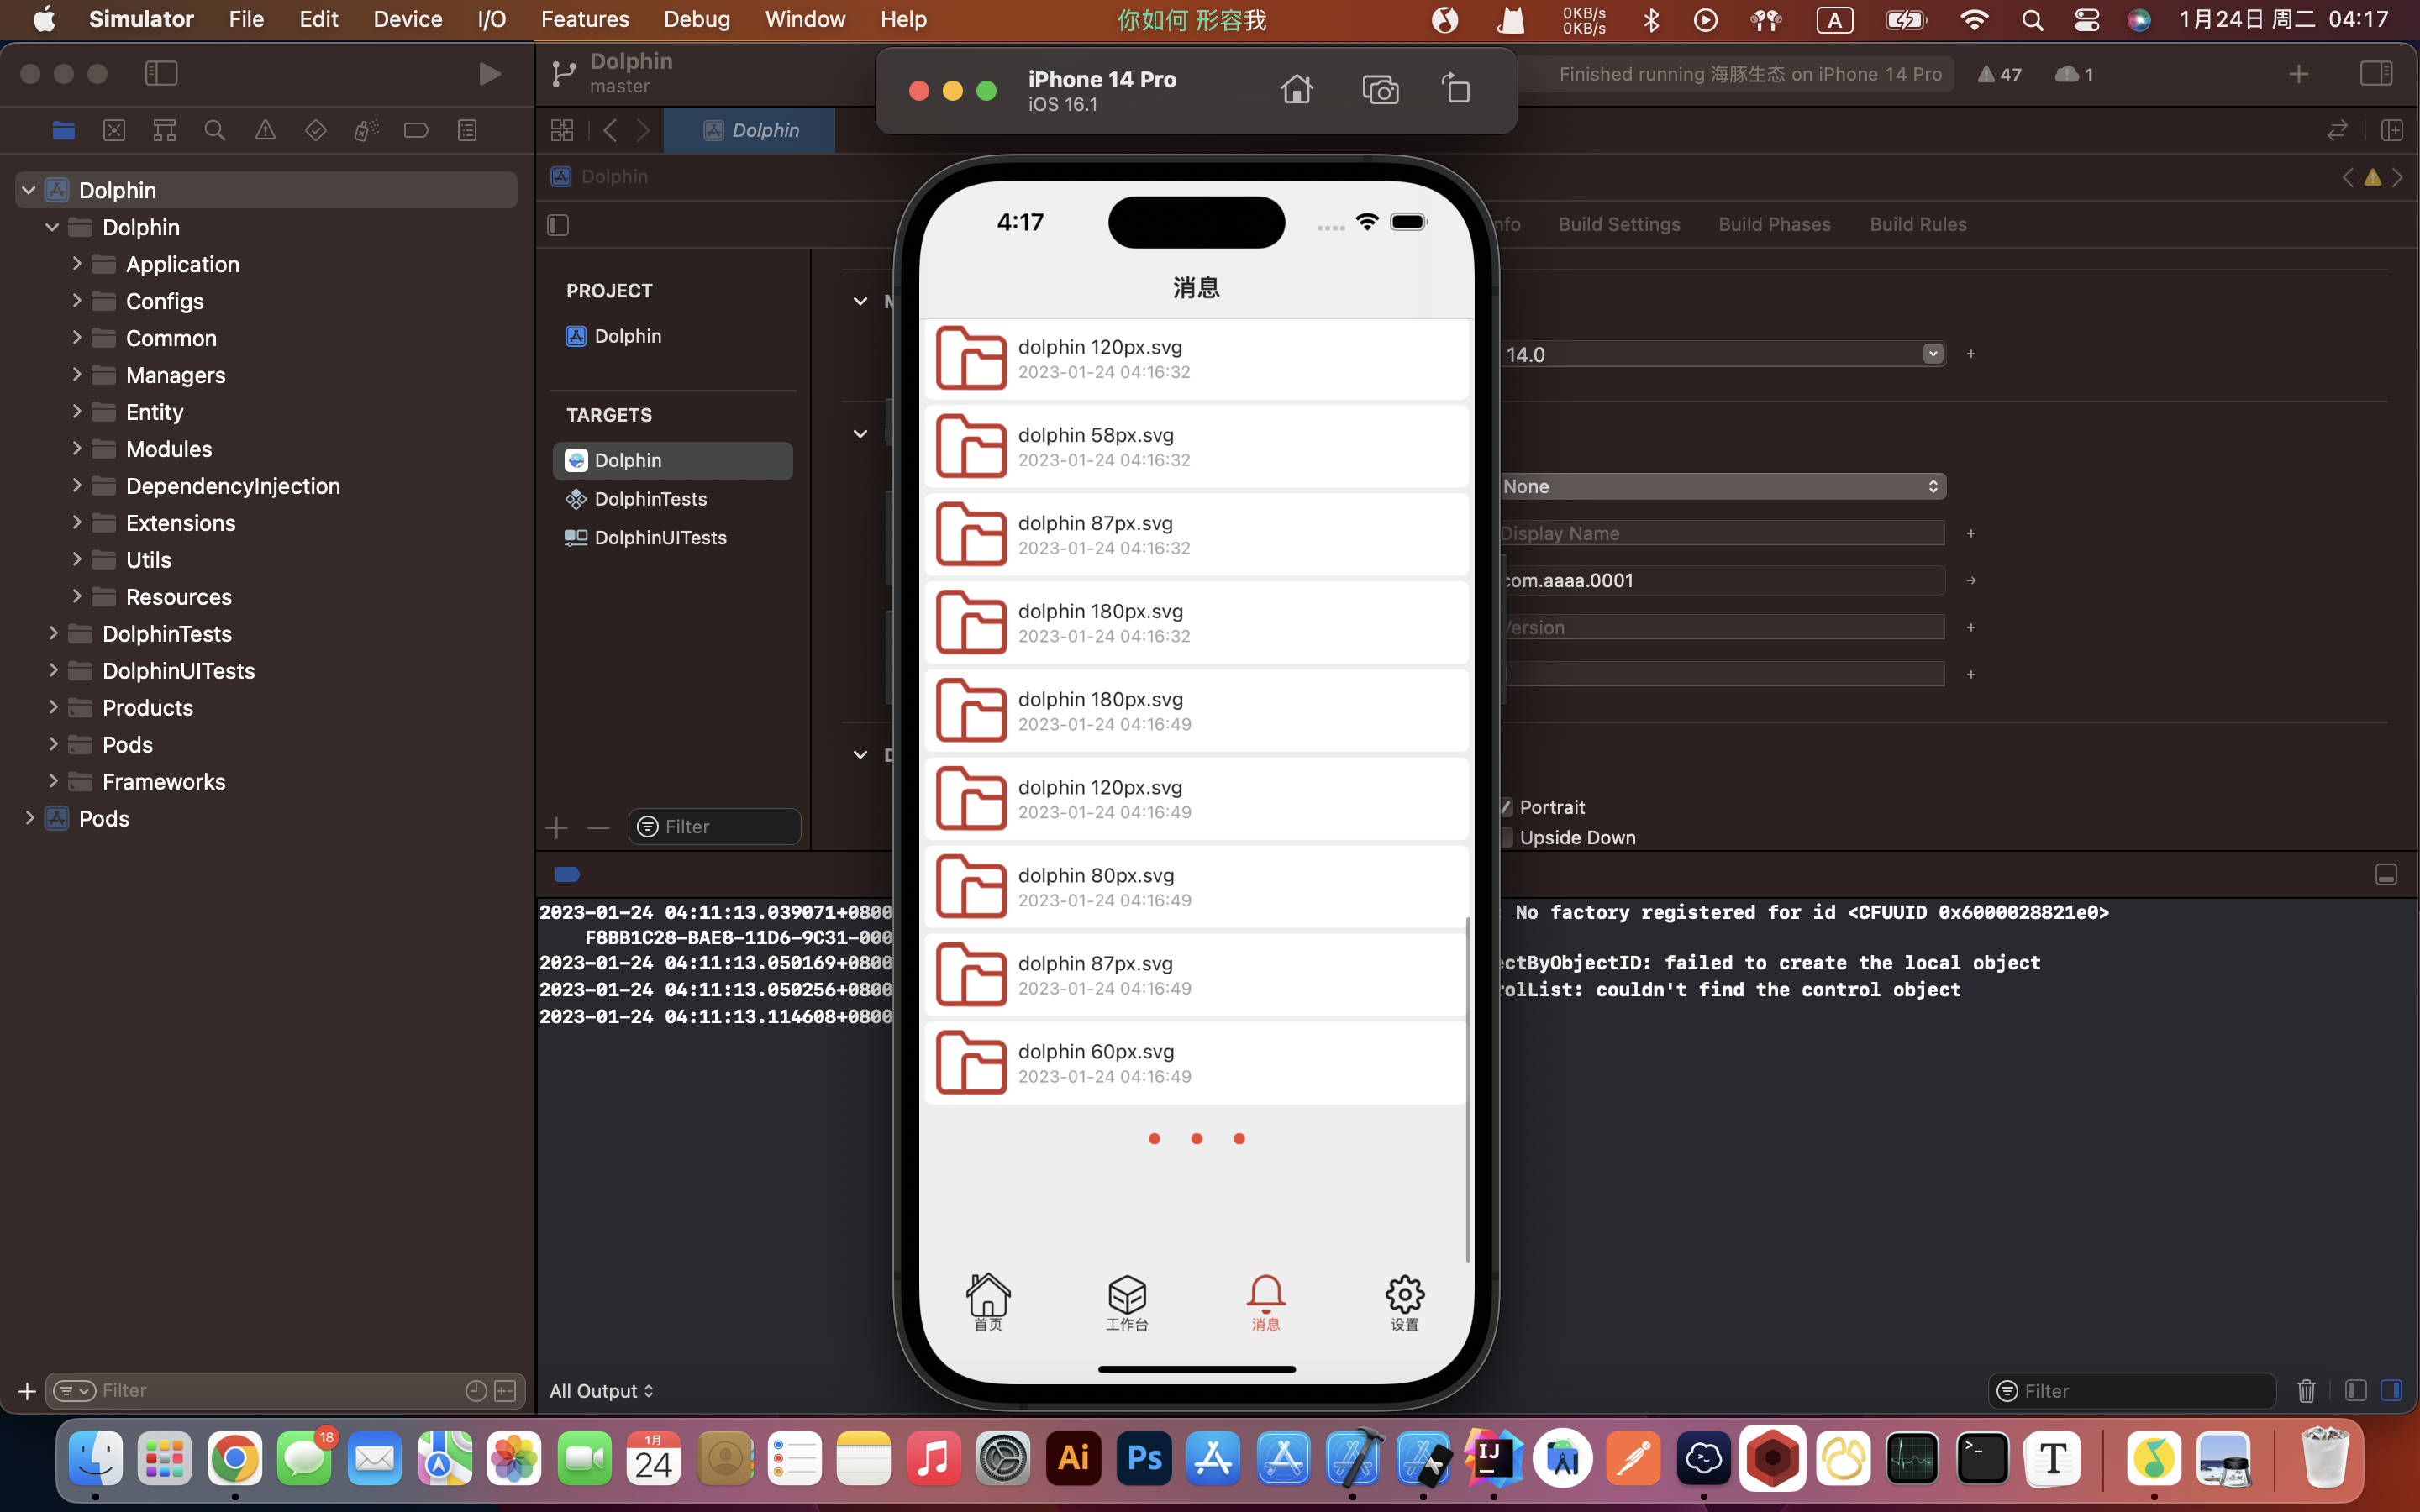 Simulator File Edit Device I/O Features Debug Window Help 你如何 形容我 0KB/s 0KB/s A 1月24日 周二 04:17
Dolphin
master
iPhone 14 Pro
iOS 16.1
Finished running 海豚生态 on iPhone 14 Pro 47 1
Dolphin
Dolphin
Build Settings Build Phases Build Rules
Dolphin
Dolphin
Application
Configs
Common
Managers
Entity
Modules
DependencyInjection
Extensions
Utils
Resources
DolphinTests
DolphinUITests
Products
Pods
Frameworks
Pods
Filter
PROJECT
Dolphin
TARGETS
Dolphin
DolphinTests
DolphinUITests
Filter
14.0
None
Display Name
com.aaaa.0001
Version
Portrait
Upside Down
4:17
消息
dolphin 120px.svg
2023-01-24 04:16:32
dolphin 58px.svg
2023-01-24 04:16:32
dolphin 87px.svg
2023-01-24 04:16:32
dolphin 180px.svg
2023-01-24 04:16:32
dolphin 180px.svg
2023-01-24 04:16:49
dolphin 120px.svg
2023-01-24 04:16:49
dolphin 80px.svg
2023-01-24 04:16:49
dolphin 87px.svg
2023-01-24 04:16:49
dolphin 60px.svg
2023-01-24 04:16:49
首页 工作台 消息 设置
2023-01-24 04:11:13.039071+0800 No factory registered for id <CFUUID 0x6000028821e0>
F8BB1C28-BAE8-11D6-9C31-000
2023-01-24 04:11:13.050169+0800 ectByObjectID: failed to create the local object
2023-01-24 04:11:13.050256+0800 rolList: couldn't find the control object
2023-01-24 04:11:13.114608+0800
All Output
Filter
18
1月
24
Ai
Ps
IJ
T